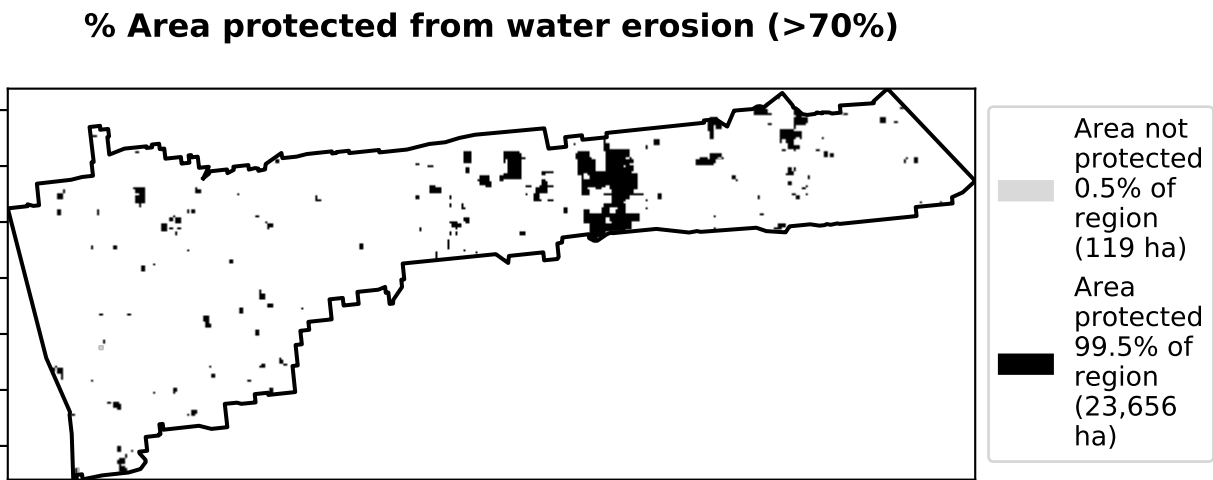 % Area protected from water erosion (>70%)
Area not
protected
0.5% of
region
(119 ha)
Area
protected
99.5% of
region
(23,656
ha)